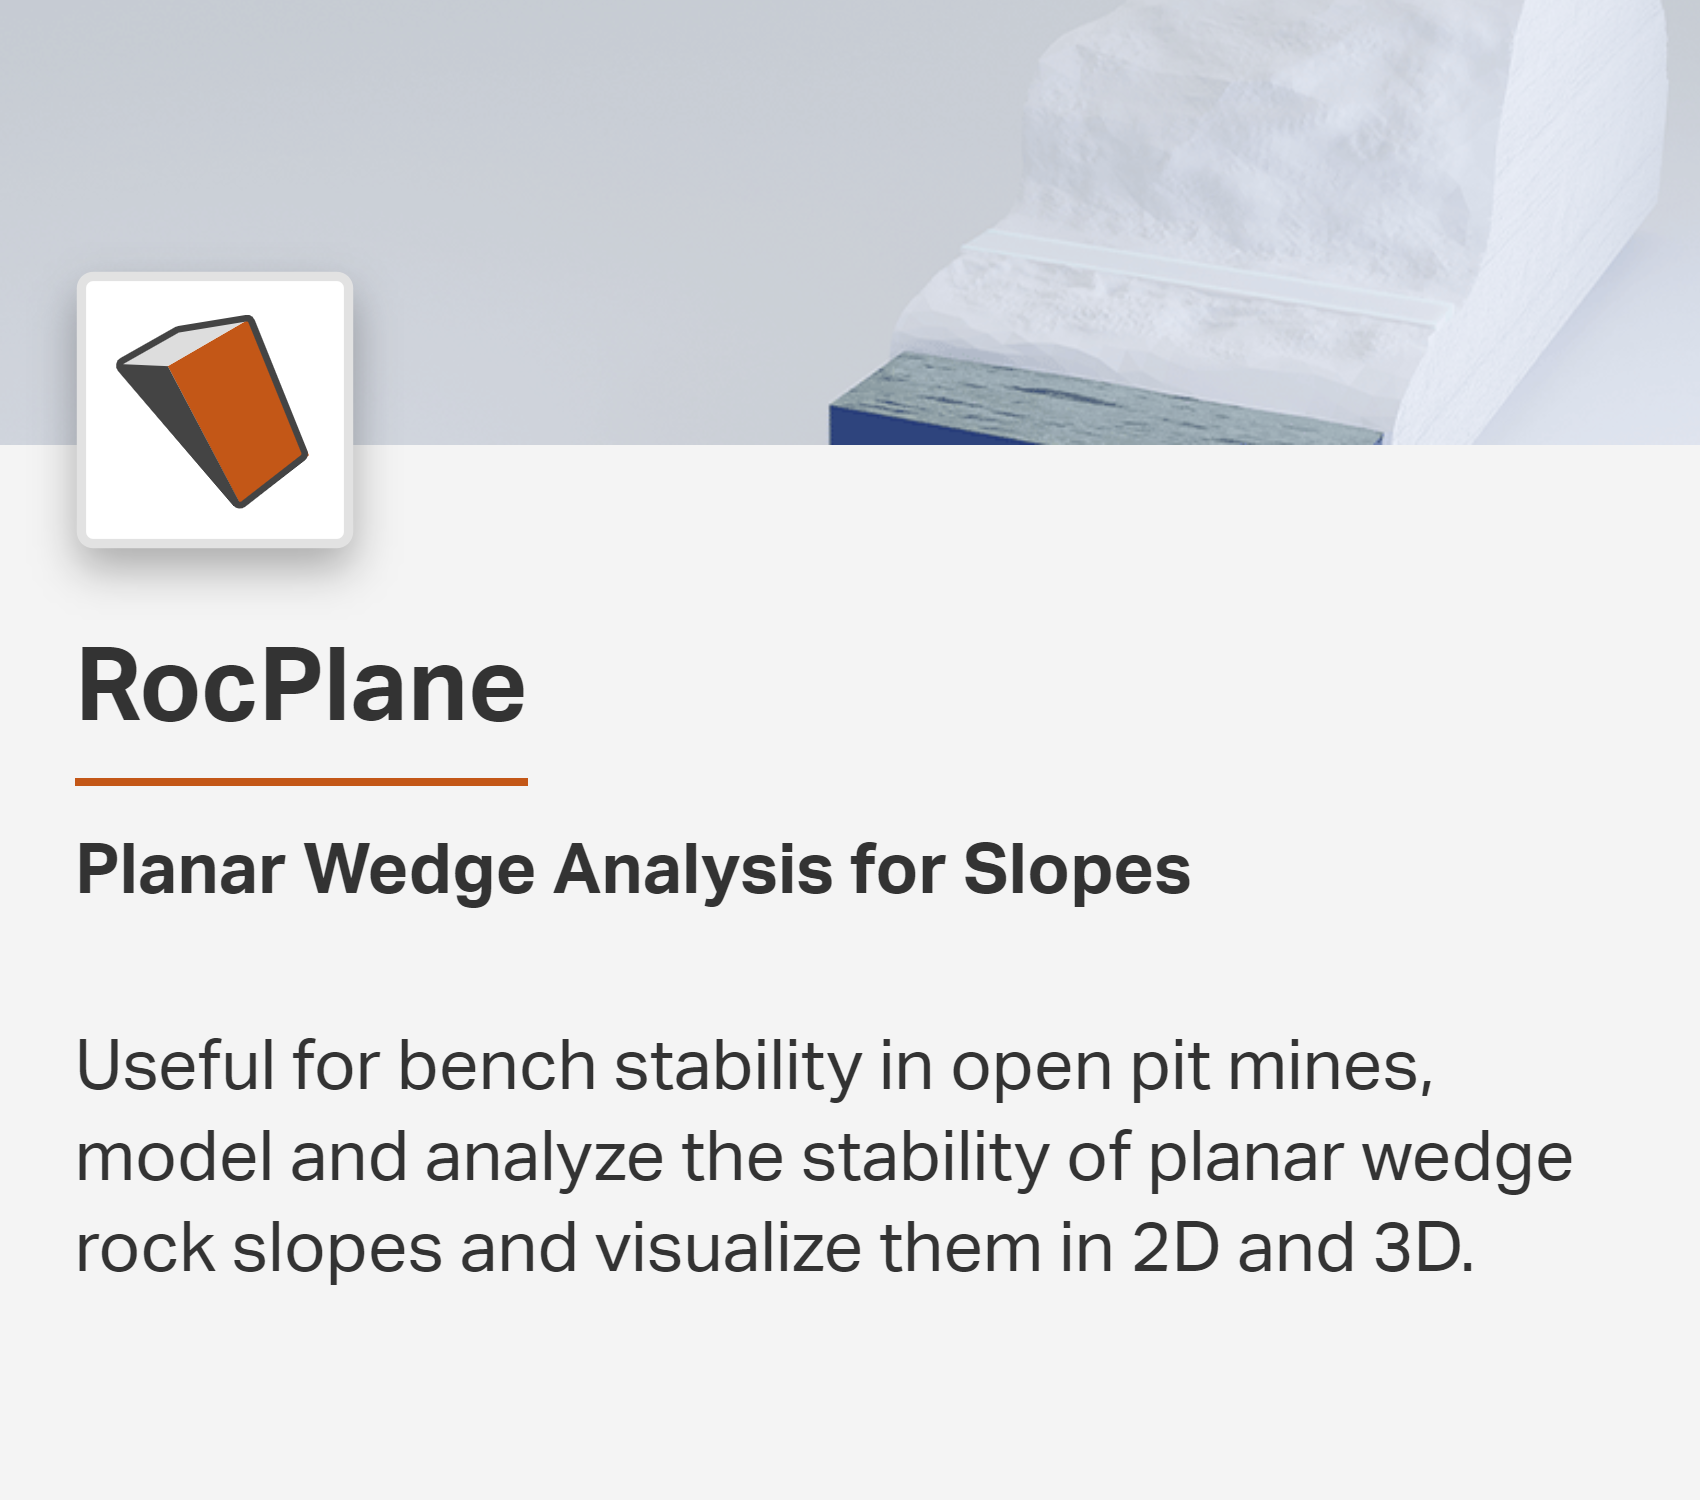 RocPlane
Planar Wedge Analysis for Slopes
Useful for bench stability in open pit mines,
model and analyze the stability of planar wedge
rock slopes and visualize them in 2D and 3D.